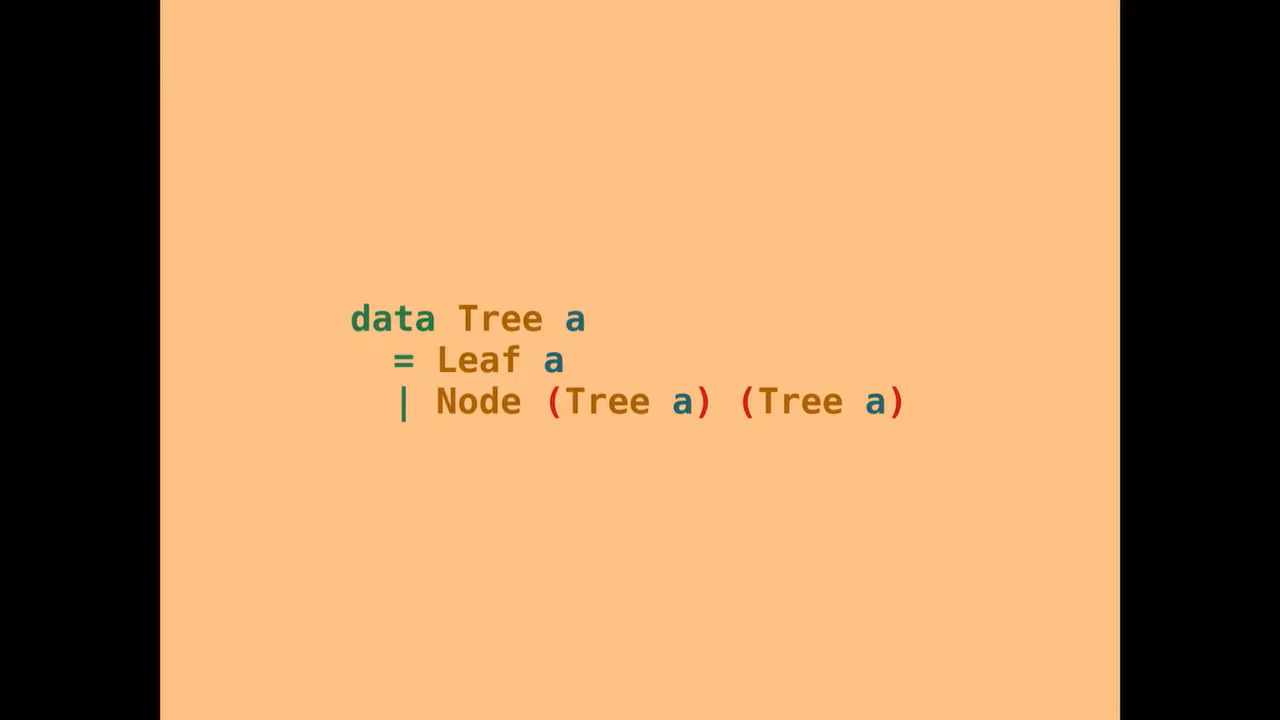 data Tree a
  = Leaf a
  | Node (Tree a) (Tree a)